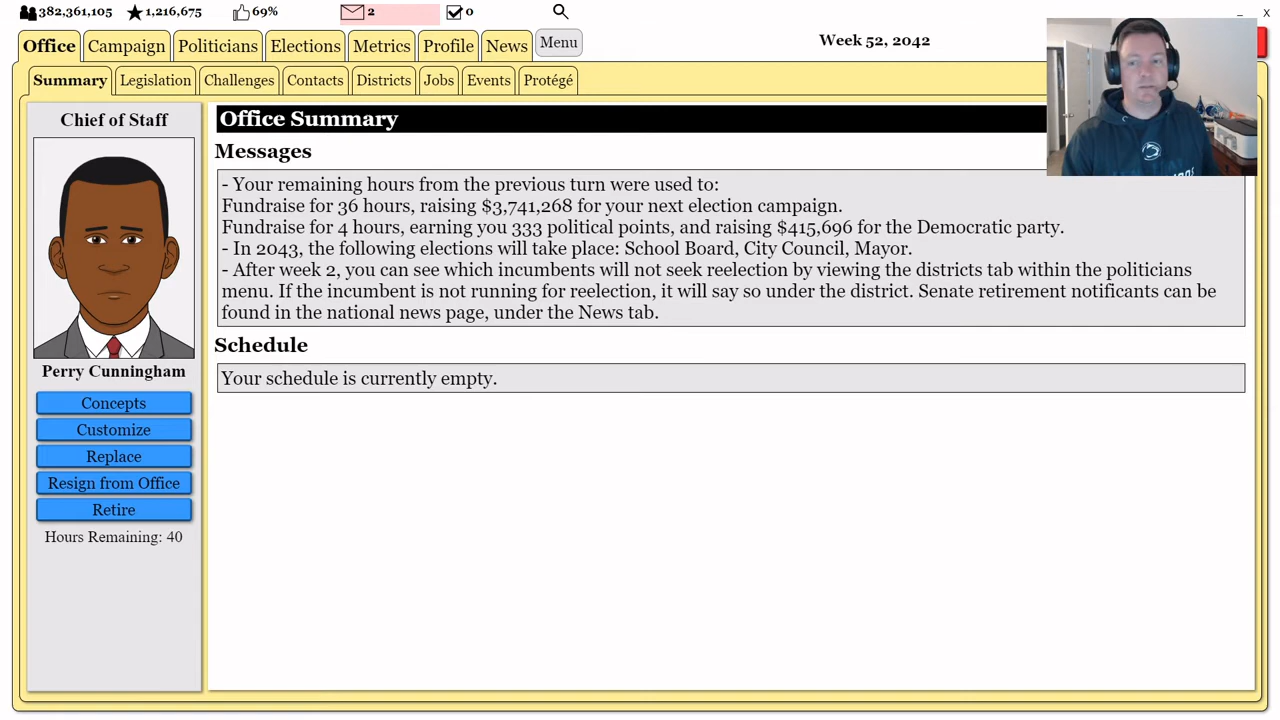 382,361,105 1,216,675 69% 2 0
_ X
Office Campaign Politicians Elections Metrics Profile News Menu
Week 52, 2042
Summary Legislation Challenges Contacts Districts Jobs Events Protégé
Chief of Staff
Perry Cunningham
Concepts
Customize
Replace
Resign from Office
Retire
Hours Remaining: 40
Office Summary
Messages
- Your remaining hours from the previous turn were used to:
Fundraise for 36 hours, raising $3,741,268 for your next election campaign.
Fundraise for 4 hours, earning you 333 political points, and raising $415,696 for the Democratic party.
- In 2043, the following elections will take place: School Board, City Council, Mayor.
- After week 2, you can see which incumbents will not seek reelection by viewing the districts tab within the politicians
menu. If the incumbent is not running for reelection, it will say so under the district. Senate retirement notificants can be
found in the national news page, under the News tab.
Schedule
Your schedule is currently empty.